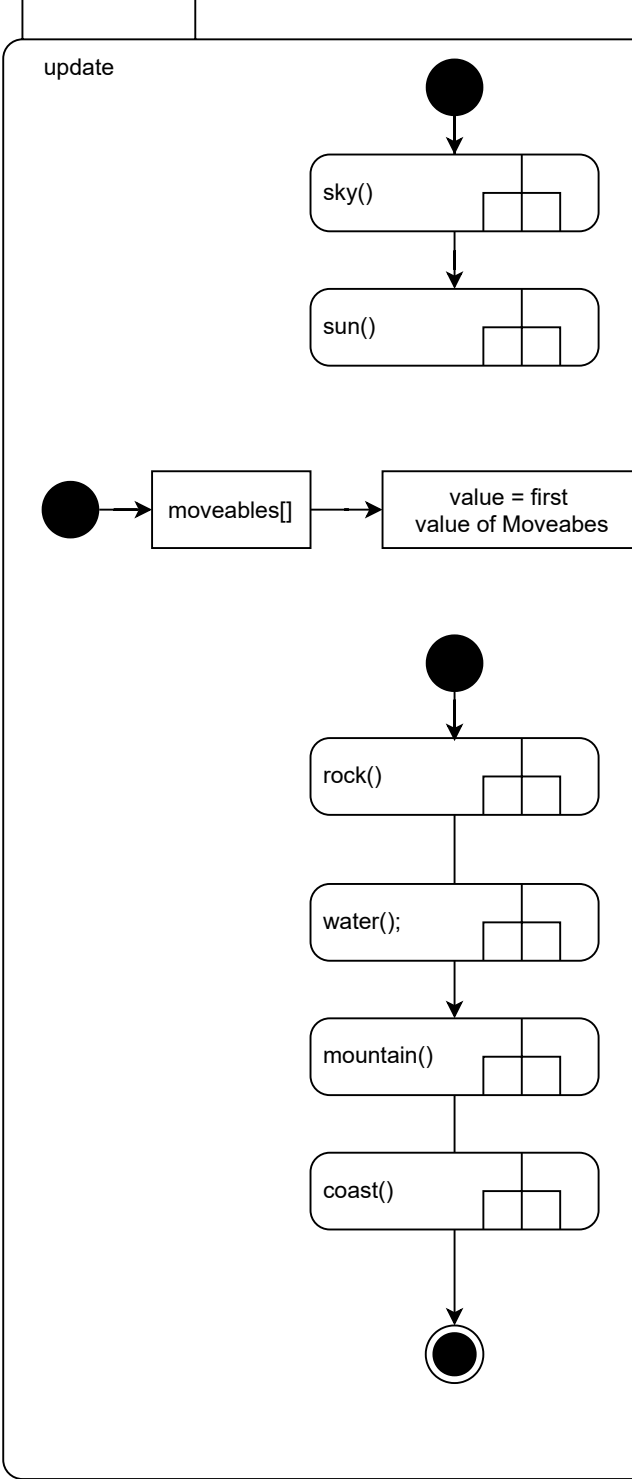 update
sky()
sun()
moveables[]
value = first
value of Moveabes
rock()
water();
mountain()
coast()